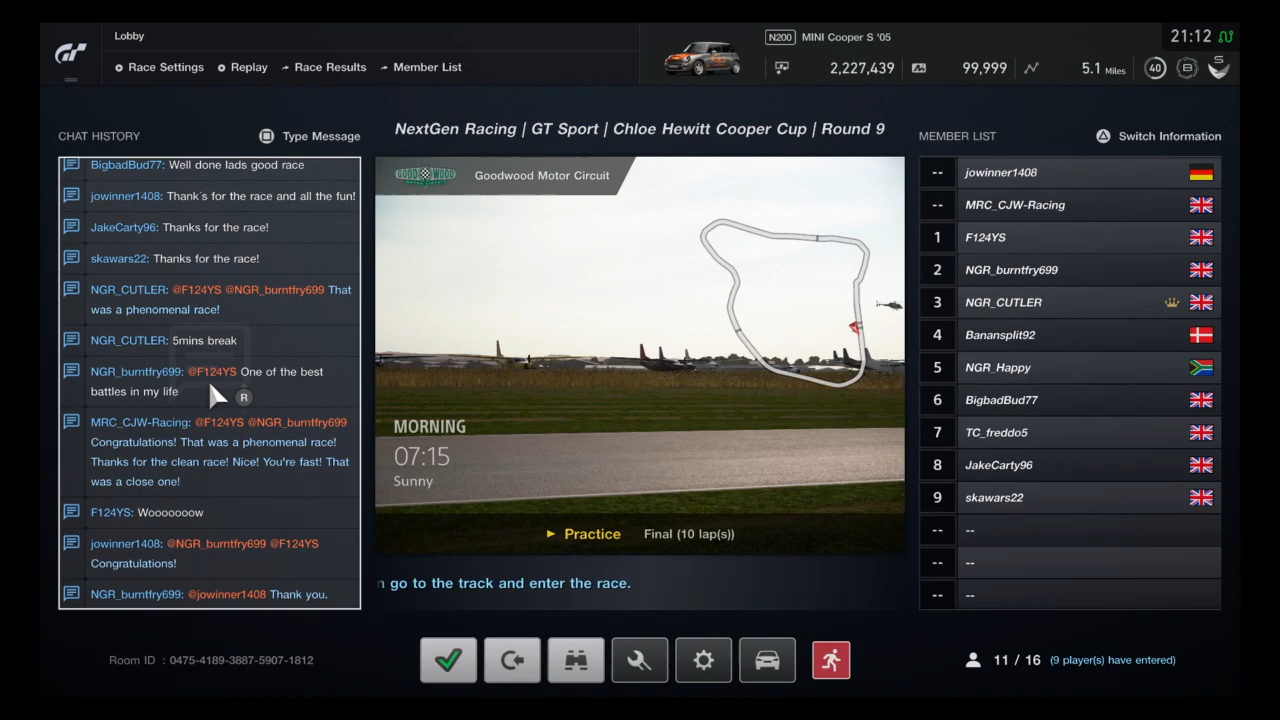 Lobby
N200 MINI Cooper S '05
21:12
Race Settings Replay Race Results Member List
2,227,439 99,999 5.1 Miles 40 B S
CHAT HISTORY Type Message
NextGen Racing | GT Sport | Chloe Hewitt Cooper Cup | Round 9
MEMBER LIST Switch Information
BigbadBud77: Well done lads good race
jowinner1408: Thank´s for the race and all the fun!
JakeCarty96: Thanks for the race!
skawars22: Thanks for the race!
NGR_CUTLER: @F124YS @NGR_burntfry699 That
was a phenomenal race!
NGR_CUTLER: 5mins break
NGR_burntfry699: @F124YS One of the best
battles in my life
R
MRC_CJW-Racing: @F124YS @NGR_burntfry699
Congratulations! That was a phenomenal race!
Thanks for the clean race! Nice! You're fast! That
was a close one!
F124YS: Wooooooow
jowinner1408: @NGR_burntfry699 @F124YS
Congratulations!
NGR_burntfry699: @jowinner1408 Thank you.
GOODWOOD
Goodwood Motor Circuit
MORNING
07:15
Sunny
Practice Final (10 lap(s))
n go to the track and enter the race.
-- jowinner1408
-- MRC_CJW-Racing
1 F124YS
2 NGR_burntfry699
3 NGR_CUTLER
4 Banansplit92
5 NGR_Happy
6 BigbadBud77
7 TC_freddo5
8 JakeCarty96
9 skawars22
-- --
-- --
-- --
Room ID : 0475-4189-3887-5907-1812
11 / 16 (9 player(s) have entered)